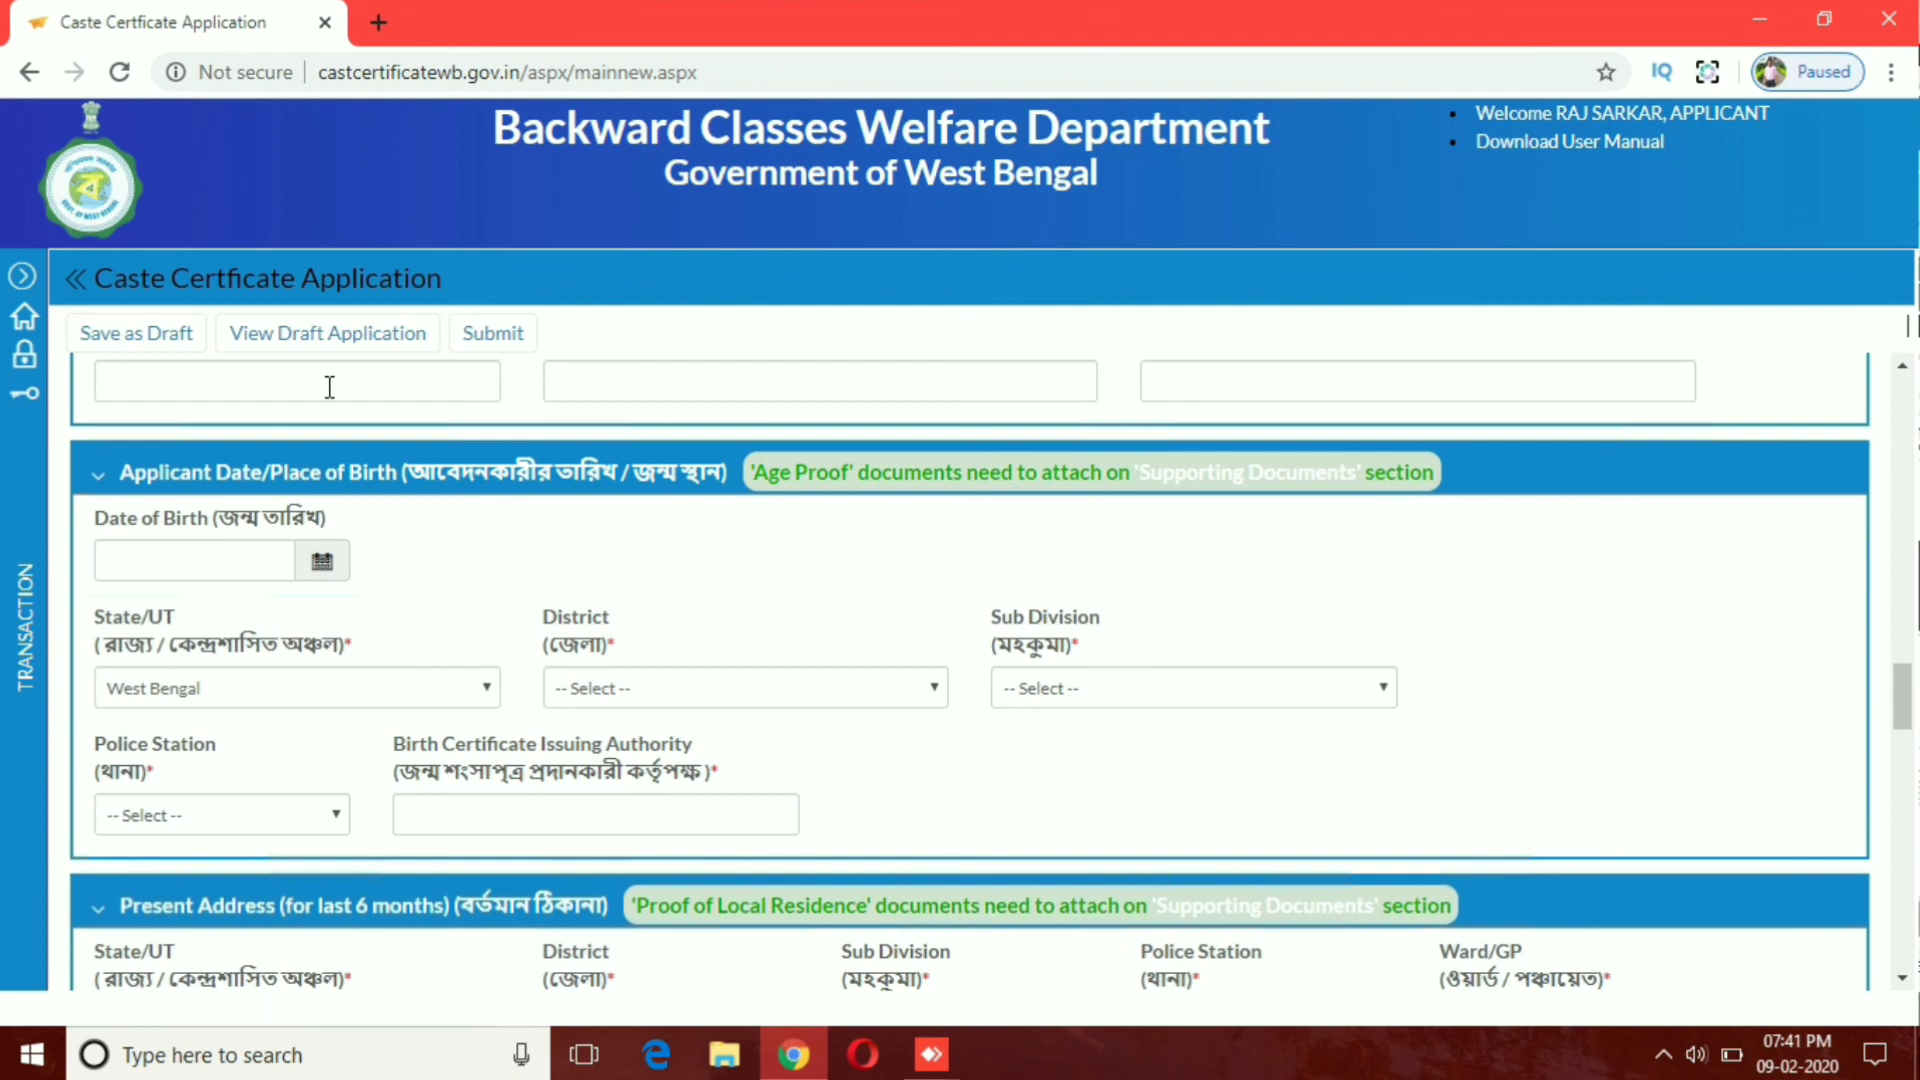 Caste Certficate Application
Not secure
castcertificatewb.gov.in/aspx/mainnew.aspx
IQ
Paused
Backward Classes Welfare Department
Government of West Bengal
Welcome RAJ SARKAR, APPLICANT
Download User Manual
Caste Certficate Application
Save as Draft
View Draft Application
Submit
Applicant Date/Place of Birth (আবেদনকারীর তারিখ / জন্ম স্থান) 'Age Proof' documents need to attach on 'Supporting Documents' section
Date of Birth (জন্ম তারিখ)
State/UT
( রাজ্য / কেন্দ্রশাসিত অঞ্চল)*
West Bengal
District
(জেলা)*
-- Select --
Sub Division
(মহকুমা)*
-- Select --
Police Station
(থানা)*
-- Select --
Birth Certificate Issuing Authority
(জন্ম শংসাপত্র প্রদানকারী কর্তৃপক্ষ )*
Present Address (for last 6 months) (বর্তমান ঠিকানা) 'Proof of Local Residence' documents need to attach on 'Supporting Documents' section
State/UT
( রাজ্য / কেন্দ্রশাসিত অঞ্চল)*
District
(জেলা)*
Sub Division
(মহকুমা)*
Police Station
(থানা)*
Ward/GP
(ওয়ার্ড / পঞ্চায়েত)*
TRANSACTION
Type here to search
07:41 PM
09-02-2020